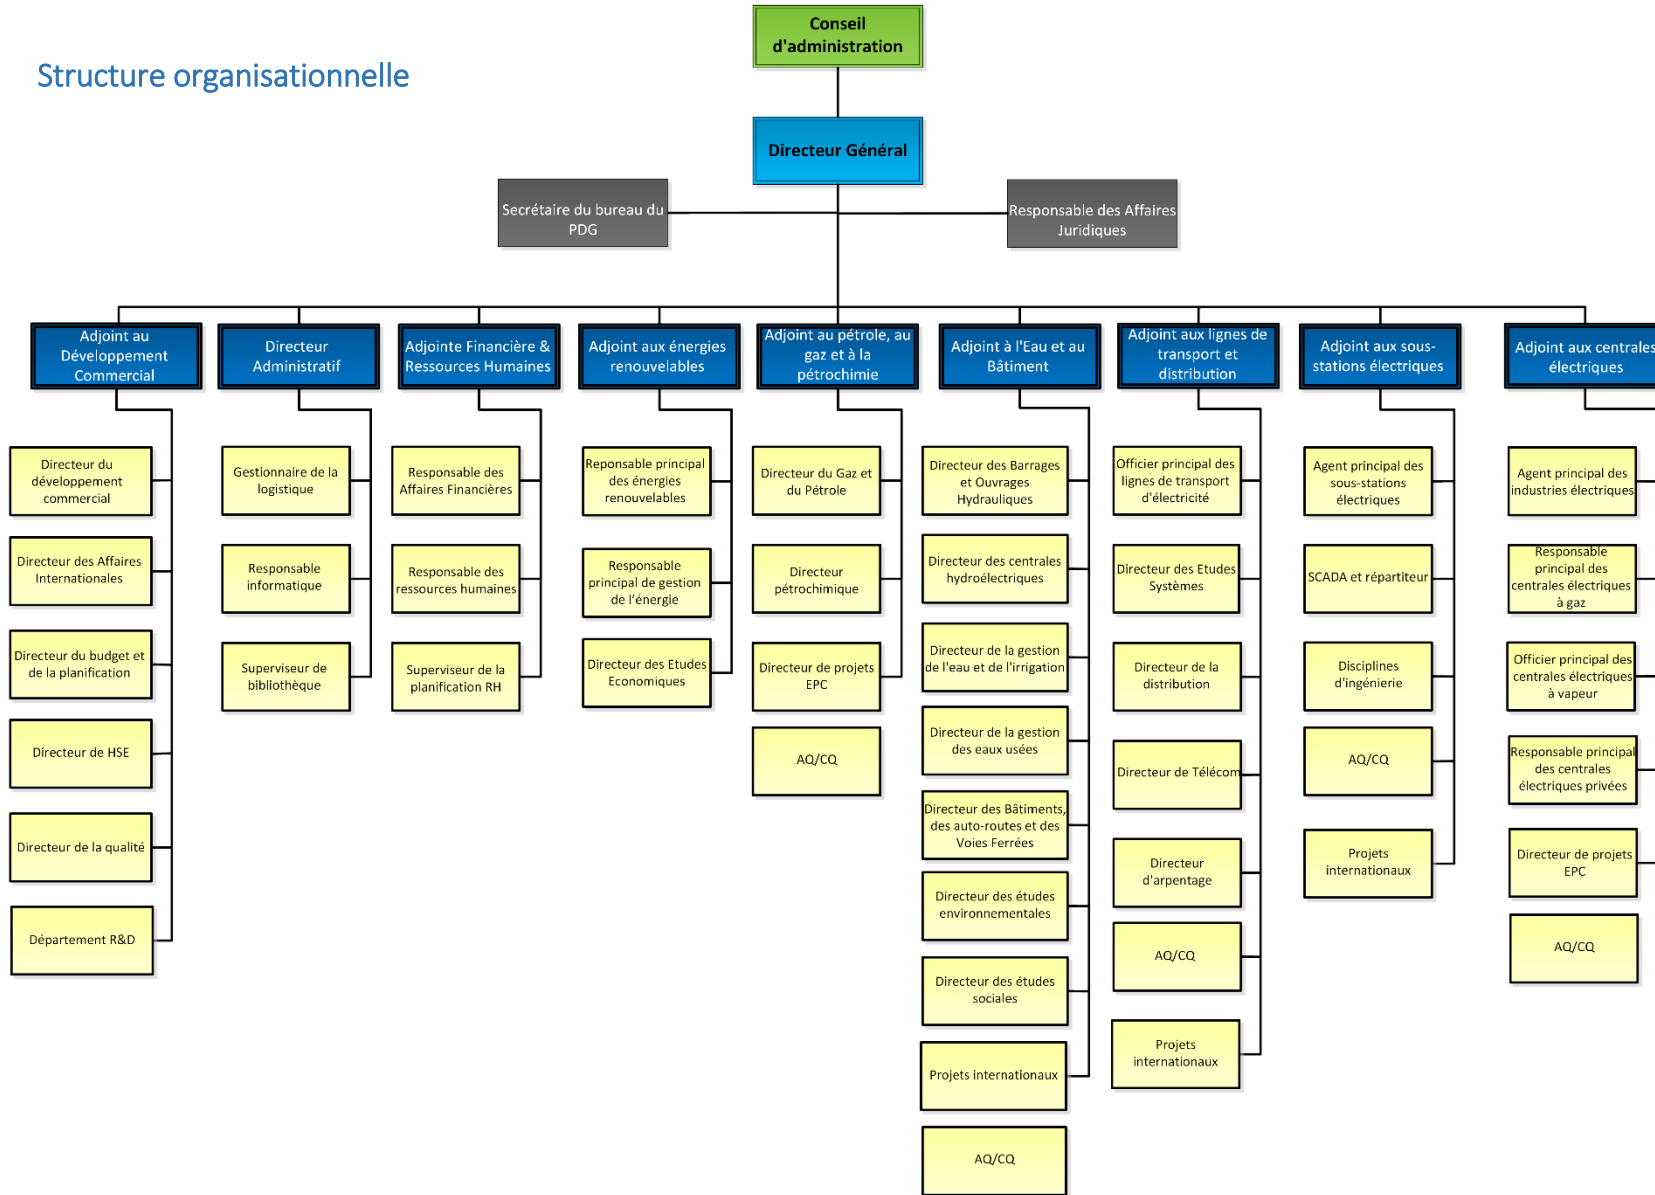 Structure organisationnelle
Conseil
d'administration
Directeur Général
Secrétaire du bureau du
PDG
Responsable des Affaires
Juridiques
Adjoint au
Développement
Commercial
Directeur du
développement
commercial
Directeur des Affaires
Internationales
Directeur du budget et
de la planification
Directeur de HSE
Directeur de la qualité
Département R&D
Directeur
Administratif
Gestionnaire de la
logistique
Responsable
informatique
Superviseur de
bibliothèque
Adjointe Financière &
Ressources Humaines
Responsable des
Affaires Financières
Responsable des
ressources humaines
Superviseur de la
planification RH
Adjoint aux énergies
renouvelables
Reponsable principal
des énergies
renouvelables
Responsable
principal de gestion
de l'énergie
Directeur des Etudes
Economiques
Adjoint au pétrole, au
gaz et à la
pétrochimie
Directeur du Gaz et
du Pétrole
Directeur
pétrochimique
Directeur de projets
EPC
AQ/CQ
Adjoint à l'Eau et au
Bâtiment
Directeur des Barrages
et Ouvrages
Hydrauliques
Directeur des centrales
hydroélectriques
Directeur de la gestion
de l'eau et de l'irrigation
Directeur de la gestion
des eaux usées
Directeur des Bâtiments,
des auto-routes et des
Voies Ferrées
Directeur des études
environnementales
Directeur des études
sociales
Projets internationaux
AQ/CQ
Adjoint aux lignes de
transport et
distribution
Officier principal des
lignes de transport
d'électricité
Directeur des Etudes
Systèmes
Directeur de la
distribution
Directeur de Télécom
Directeur
d'arpentage
AQ/CQ
Projets
internationaux
Adjoint aux sous-
stations électriques
Agent principal des
sous-stations
électriques
SCADA et répartiteur
Disciplines
d'ingénierie
AQ/CQ
Projets
internationaux
Adjoint aux centrales
électriques
Agent principal des
industries électriques
Responsable
principal des
centrales électriques
à gaz
Officier principal des
centrales électriques
à vapeur
Responsable principal
des centrales
électriques privées
Directeur de projets
EPC
AQ/CQ